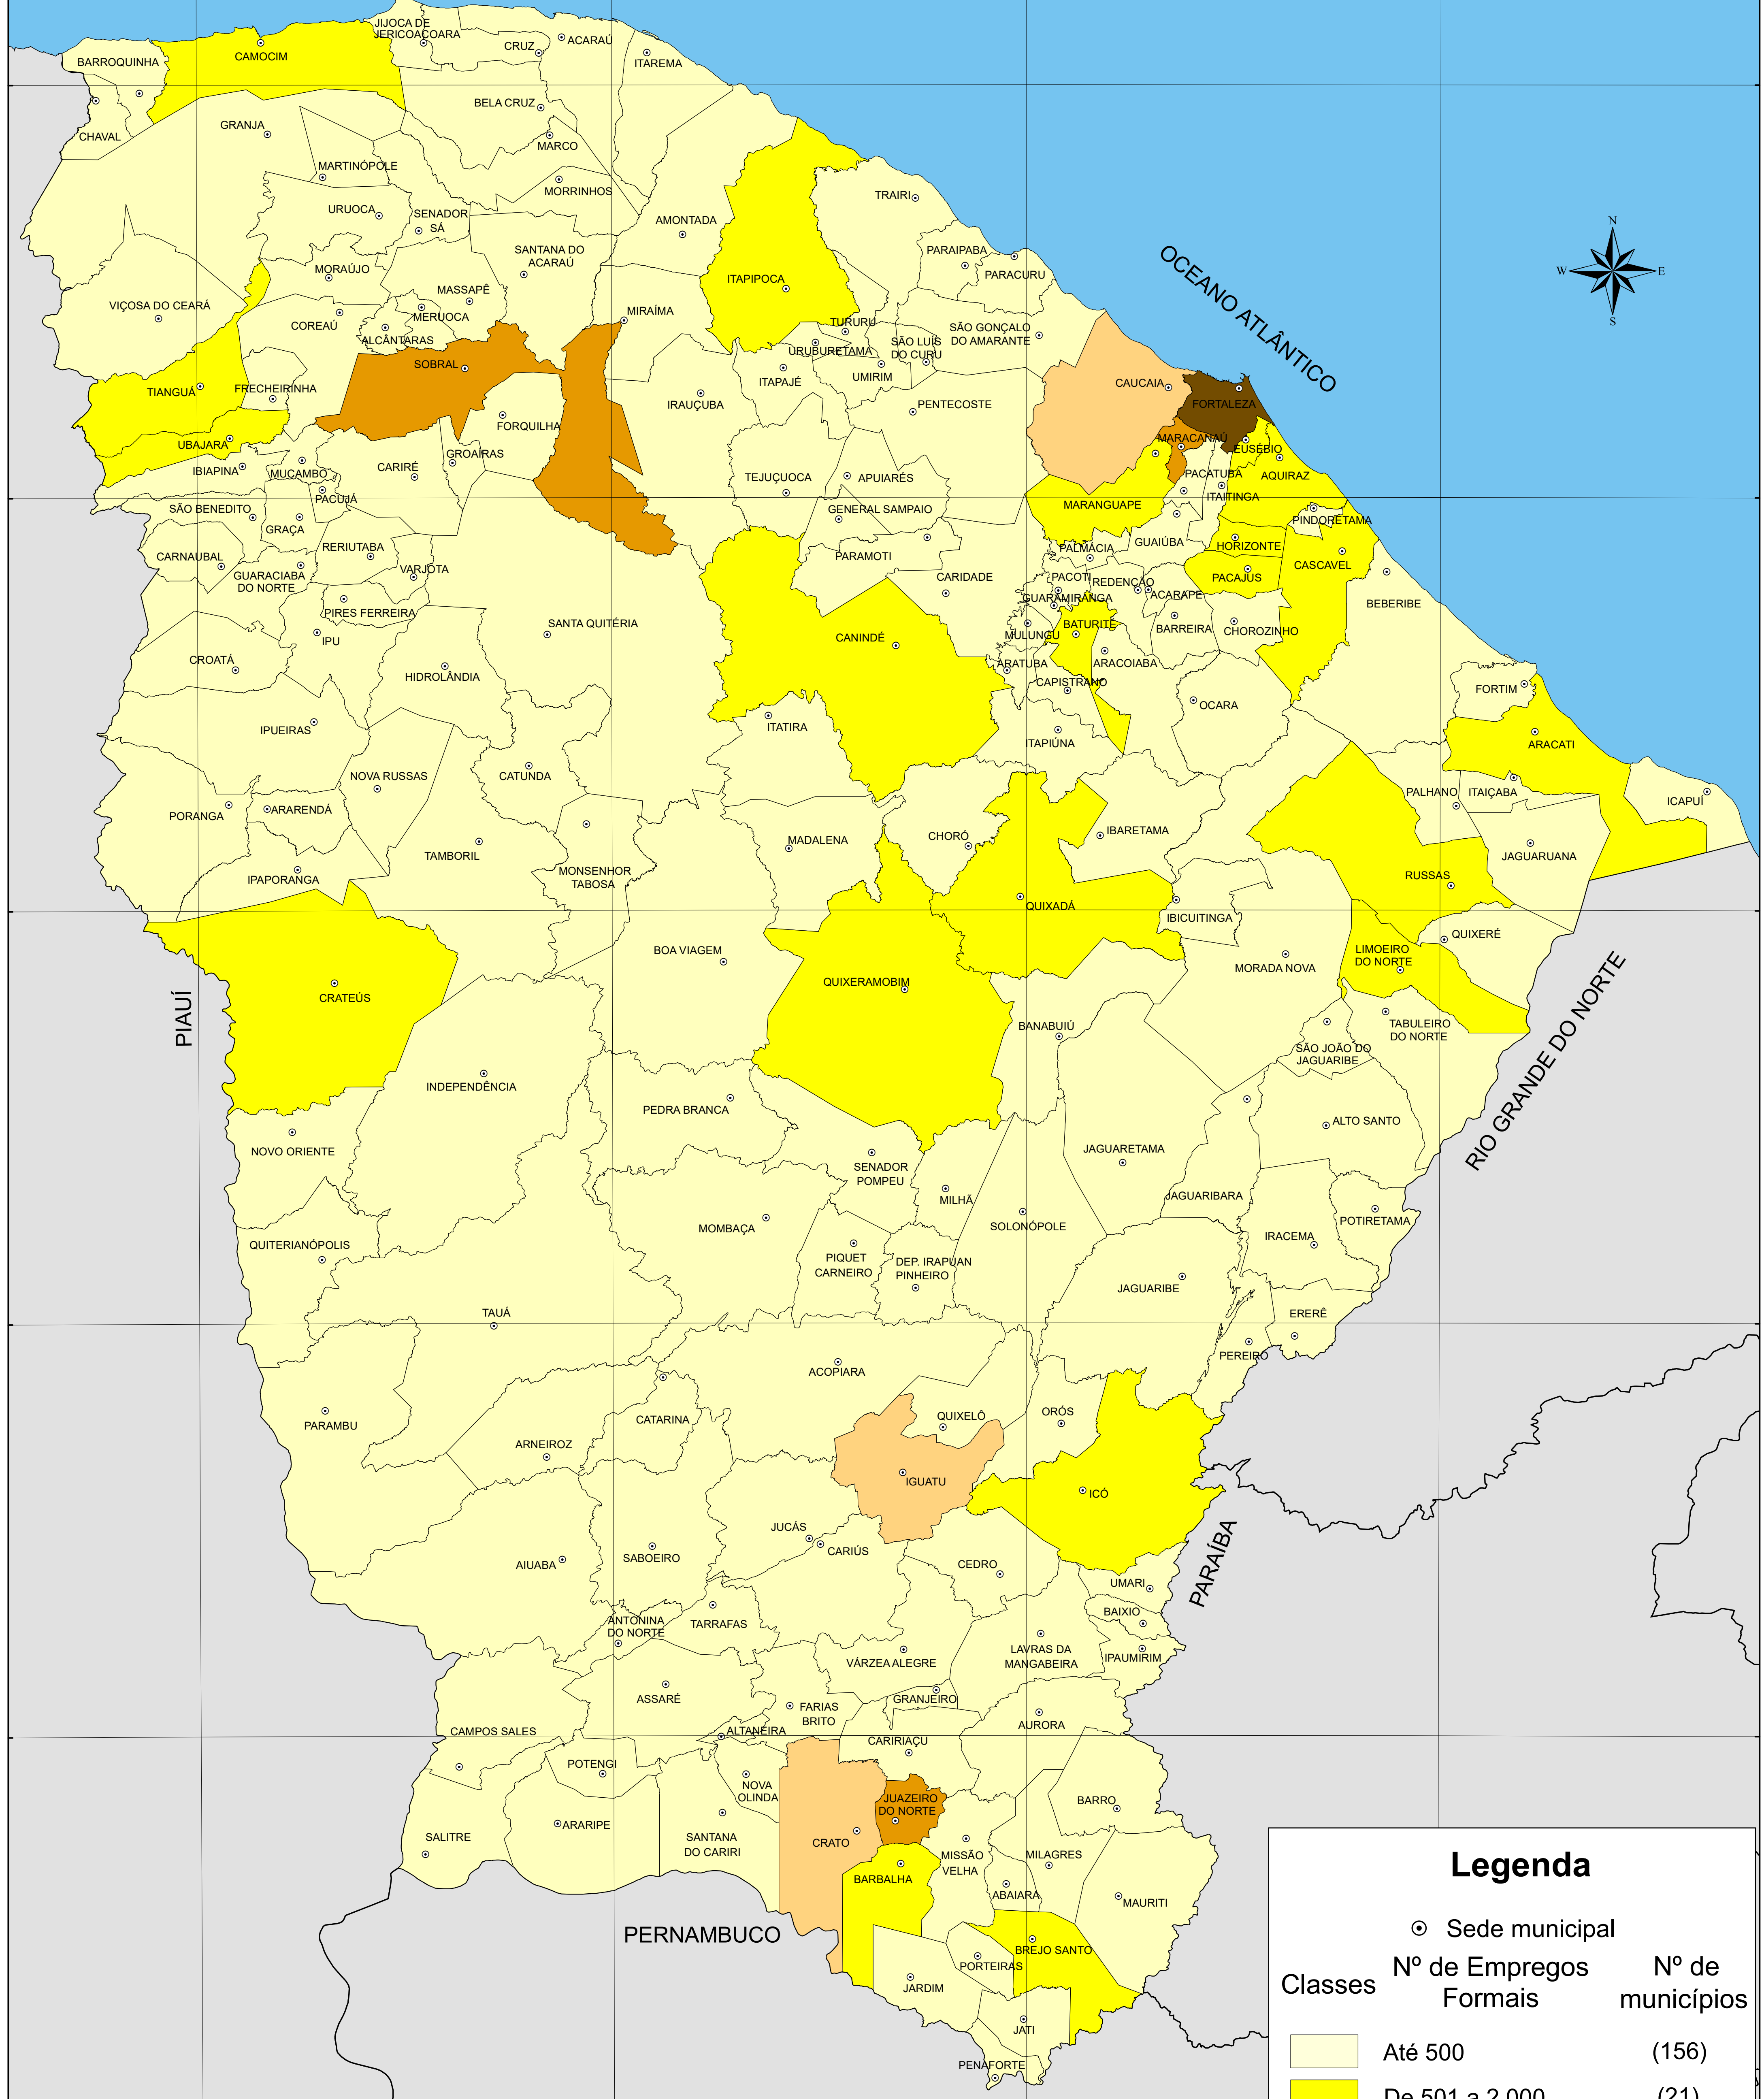 JIJOCA DE
JERICOACOARA
CRUZ
ACARAÚ
CAMOCIM
BARROQUINHA
ITAREMA
BELA CRUZ
GRANJA
CHAVAL
MARCO
MARTINÓPOLE
MORRINHOS
TRAIRI
URUOCA
SENADOR
SÁ
AMONTADA
N
W
E
S
SANTANA DO
ACARAÚ
PARAIPABA
PARACURU
OCEANO ATLÂNTICO
MORAÚJO
ITAPIPOCA
MASSAPÊ
VIÇOSA DO CEARÁ
MERUOCA
MIRAÍMA
COREAÚ
TURURU
SÃO GONÇALO
DO AMARANTE
ALCÂNTARAS
URUBURETAMA
SÃO LUÍS
DO CURU
SOBRAL
UMIRIM
ITAPAJÉ
CAUCAIA
TIANGUÁ
FRECHEIRINHA
IRAUÇUBA
PENTECOSTE
FORTALEZA
FORQUILHA
UBAJARA
MARACANAÚ
EUSÉBIO
GROAÍRAS
IBIAPINA
MUCAMBO
CARIRÉ
TEJUÇUOCA
APUIARÉS
PACATUBA
AQUIRAZ
PACUJÁ
ITAITINGA
SÃO BENEDITO
MARANGUAPE
GENERAL SAMPAIO
GRAÇA
PINDORETAMA
RERIUTABA
CARNAUBAL
PARAMOTI
PALMÁCIA
GUAIÚBA
HORIZONTE
GUARACIABA
DO NORTE
VARJOTA
CARIDADE
PACOTI
REDENÇÃO
PACAJUS
CASCAVEL
PIRES FERREIRA
GUARAMIRANGA
ACARAPE
BEBERIBE
SANTA QUITÉRIA
BATURITÉ
BARREIRA
CHOROZINHO
IPU
CANINDÉ
MULUNGU
CROATÁ
HIDROLÂNDIA
ARATUBA
ARACOIABA
CAPISTRANO
FORTIM
OCARA
IPUEIRAS
ITATIRA
ITAPIÚNA
ARACATI
NOVA RUSSAS
CATUNDA
PALHANO
ITAIÇABA
ICAPUÍ
PORANGA
ARARENDÁ
MADALENA
CHORÓ
IBARETAMA
TAMBORIL
JAGUARUANA
IPAPORANGA
MONSENHOR
TABOSA
RUSSAS
QUIXADÁ
IBICUITINGA
QUIXERÉ
BOA VIAGEM
LIMOEIRO
DO NORTE
MORADA NOVA
CRATEÚS
QUIXERAMOBIM
PIAUÍ
BANABUIÚ
TABULEIRO
DO NORTE
SÃO JOÃO DO
JAGUARIBE
RIO GRANDE DO NORTE
INDEPENDÊNCIA
PEDRA BRANCA
ALTO SANTO
NOVO ORIENTE
JAGUARETAMA
SENADOR
POMPEU
MILHÃ
JAGUARIBARA
MOMBAÇA
SOLONÓPOLE
POTIRETAMA
QUITERIANÓPOLIS
IRACEMA
PIQUET
CARNEIRO
DEP. IRAPUAN
PINHEIRO
JAGUARIBE
TAUÁ
ERERÊ
PEREIRO
ACOPIARA
PARAMBU
CATARINA
QUIXELÔ
ORÓS
ARNEIROZ
IGUATU
ICÓ
JUCÁS
CARIÚS
AIUABA
SABOEIRO
CEDRO
PARAÍBA
UMARI
ANTONINA
DO NORTE
TARRAFAS
BAIXIO
LAVRAS DA
MANGABEIRA
IPAUMIRIM
VÁRZEA ALEGRE
ASSARÉ
GRANJEIRO
FARIAS
BRITO
AURORA
CAMPOS SALES
ALTANEIRA
CARIRIAÇU
POTENGI
NOVA
OLINDA
JUAZEIRO
DO NORTE
BARRO
ARARIPE
SALITRE
SANTANA
DO CARIRI
CRATO
MISSÃO
VELHA
MILAGRES
BARBALHA
ABAIARA
MAURITI
PERNAMBUCO
BREJO SANTO
PORTEIRAS
JARDIM
JATI
PENAFORTE
Legenda
Sede municipal
Classes
Nº de Empregos
Formais
Nº de
municípios
Até 500
(156)
De 501 a 2.000
(21)